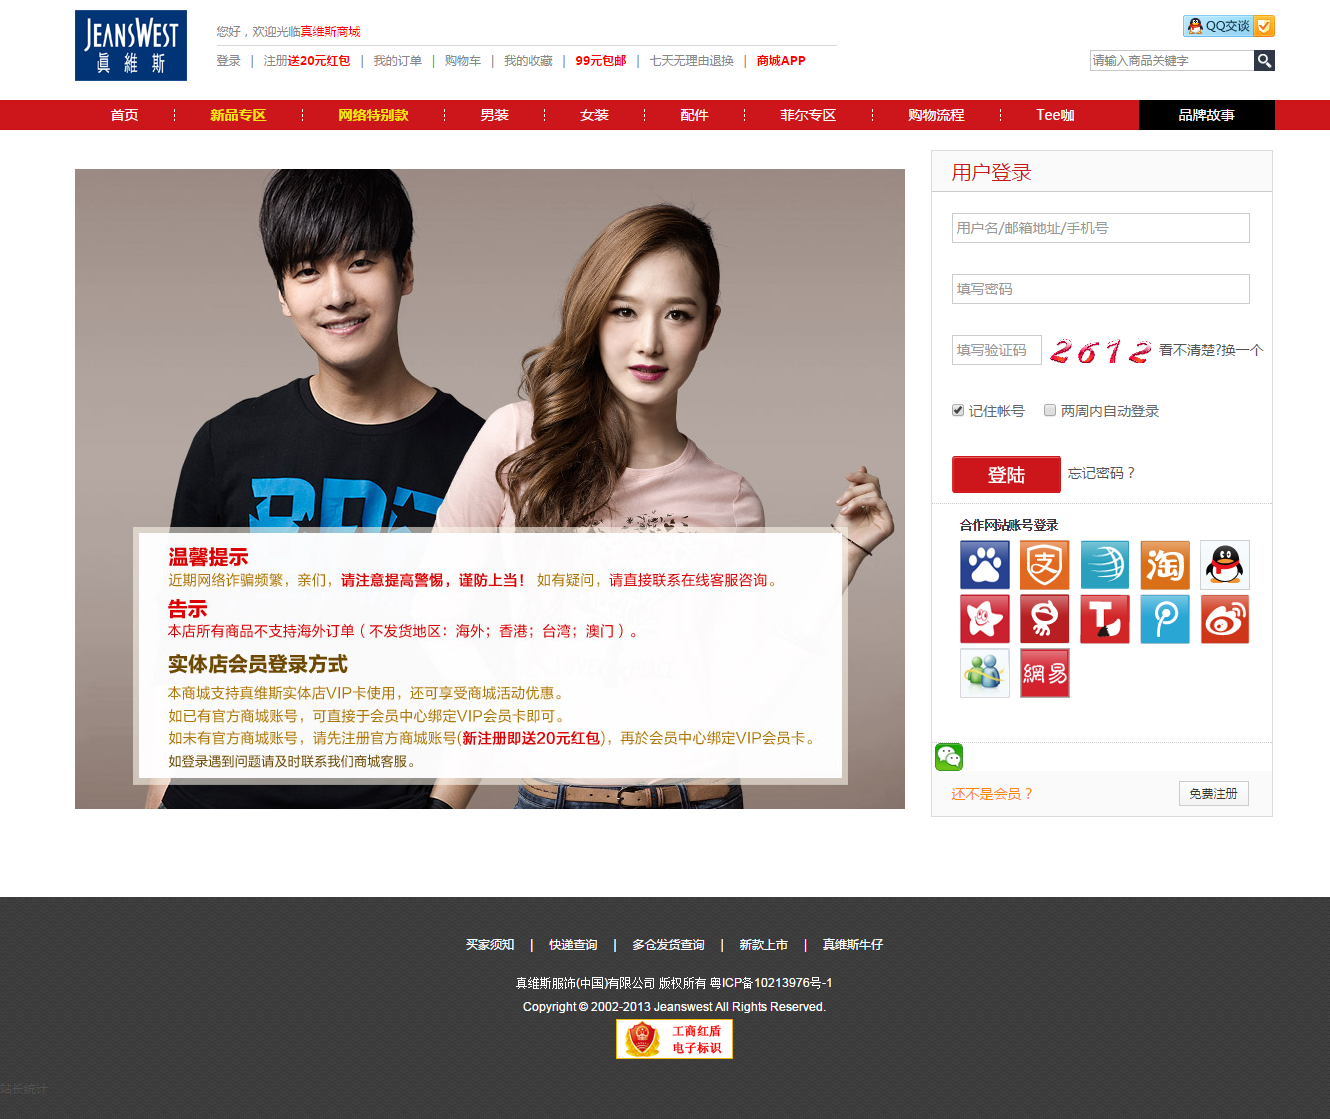 JEANSWEST
真維斯
您好，欢迎光临真维斯商城
QQ交谈
登录 | 注册送20元红包 | 我的订单 | 购物车 | 我的收藏 | 99元包邮 | 七天无理由退换 | 商城APP
请输入商品关键字
首页 新品专区 网络特别款 男装 女装 配件 菲尔专区 购物流程 Tee咖 品牌故事
用户登录
用户名/邮箱地址/手机号
填写密码
填写验证码 2612 看不清楚?换一个
记住帐号 两周内自动登录
登陆 忘记密码？
合作网站账号登录
支 淘
網易
还不是会员？ 免费注册
温馨提示
近期网络诈骗频繁，亲们，请注意提高警惕，谨防上当！ 如有疑问，请直接联系在线客服咨询。
告示
本店所有商品不支持海外订单（不发货地区：海外；香港；台湾；澳门）。
实体店会员登录方式
本商城支持真维斯实体店VIP卡使用，还可享受商城活动优惠。
如已有官方商城账号，可直接于会员中心绑定VIP会员卡即可。
如未有官方商城账号，请先注册官方商城账号(新注册即送20元红包)，再於会员中心绑定VIP会员卡。
如登录遇到问题请及时联系我们商城客服。
买家须知 | 快递查询 | 多仓发货查询 | 新款上市 | 真维斯牛仔
真维斯服饰(中国)有限公司 版权所有 粤ICP备10213976号-1
Copyright © 2002-2013 Jeanswest All Rights Reserved.
工商红盾
电子标识
站长统计